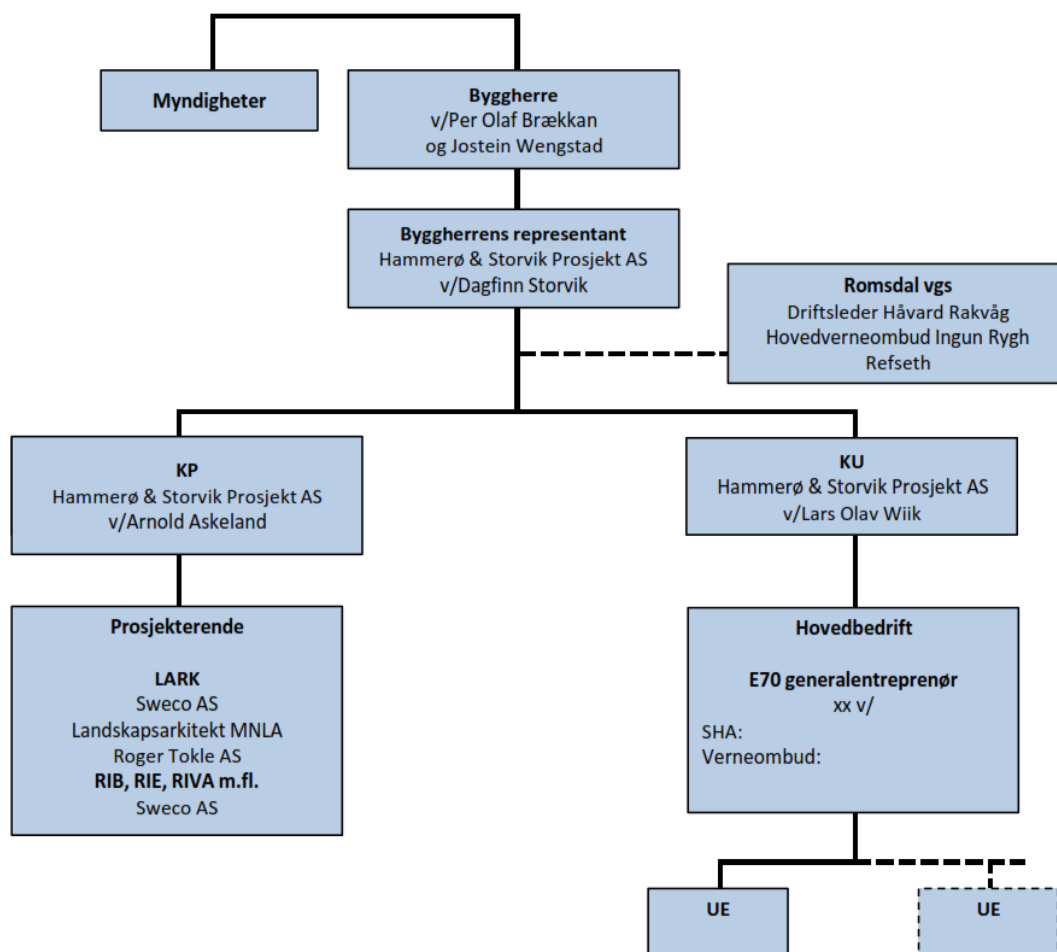 Myndigheter
Byggherre
v/Per Olaf Brækkan
og Jostein Wengstad
Byggherrens representant
Hammerø & Storvik Prosjekt AS
v/Dagfinn Storvik
Romsdal vgs
Driftsleder Håvard Rakvåg
Hovedverneombud Ingun Rygh
Refseth
KP
Hammerø & Storvik Prosjekt AS
v/Arnold Askeland
KU
Hammerø & Storvik Prosjekt AS
v/Lars Olav Wiik
Prosjekterende
LARK
Sweco AS
Landskapsarkitekt MNLA
Roger Tokle AS
RIB, RIE, RIVA m.fl.
Sweco AS
Hovedbedrift
E70 generalentreprenør
xx v/
SHA:
Verneombud:
UE
UE